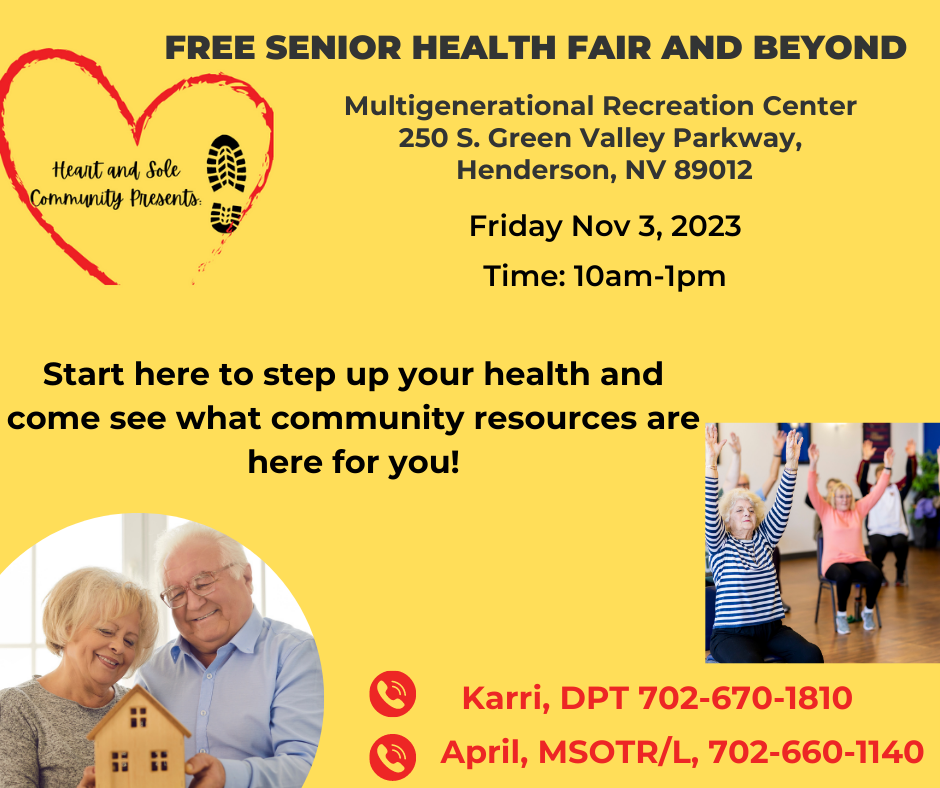 FREE SENIOR HEALTH FAIR AND BEYOND
Heart and Sole
Community Presents:
Multigenerational Recreation Center
250 S. Green Valley Parkway,
Henderson, NV 89012
Friday Nov 3, 2023
Time: 10am-1pm
Start here to step up your health and
come see what community resources are
here for you!
Karri, DPT 702-670-1810
April, MSOTR/L, 702-660-1140